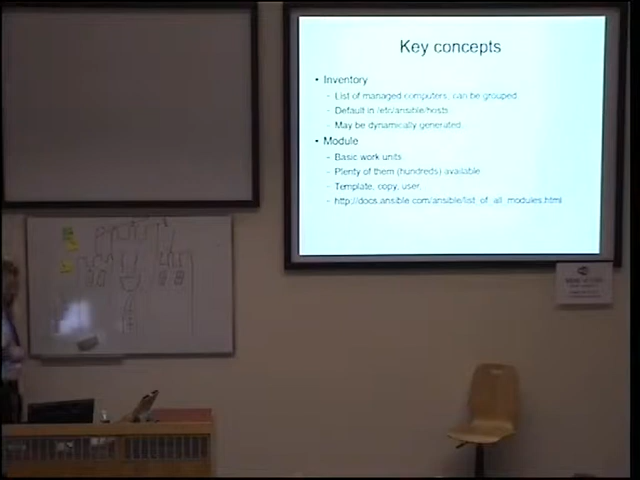 Key concepts
• Inventory
– List of managed computers, can be grouped
– Default in /etc/ansible/hosts
– May be dynamically generated
• Module
– Basic work units
– Plenty of them (hundreds) available
– Template, copy, user,
– http://docs.ansible.com/ansible/list_of_all_modules.html